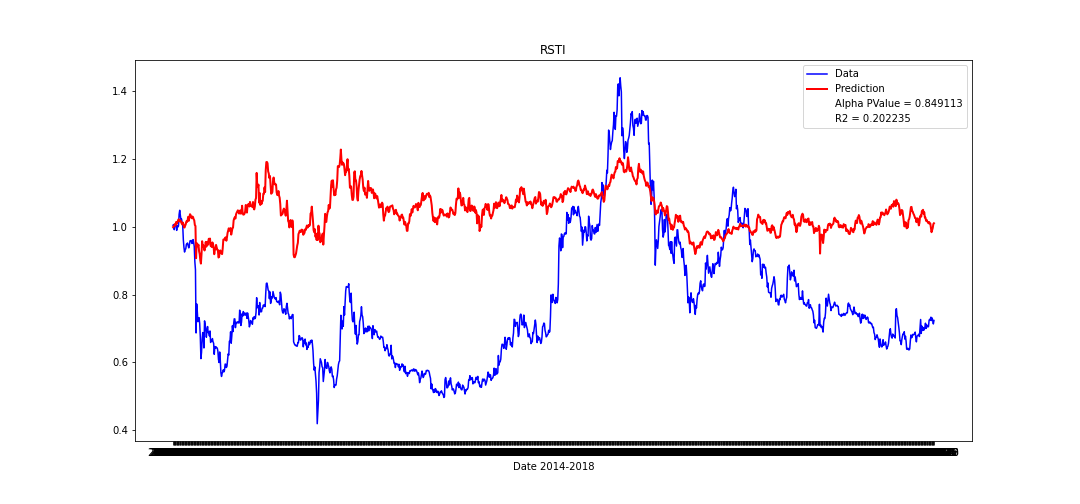 RSTI
Data
Prediction
Alpha PValue = 0.849113
R2 = 0.202235
1.4
1.2
1.0
0.8
0.6
0.4
Date 2014-2018